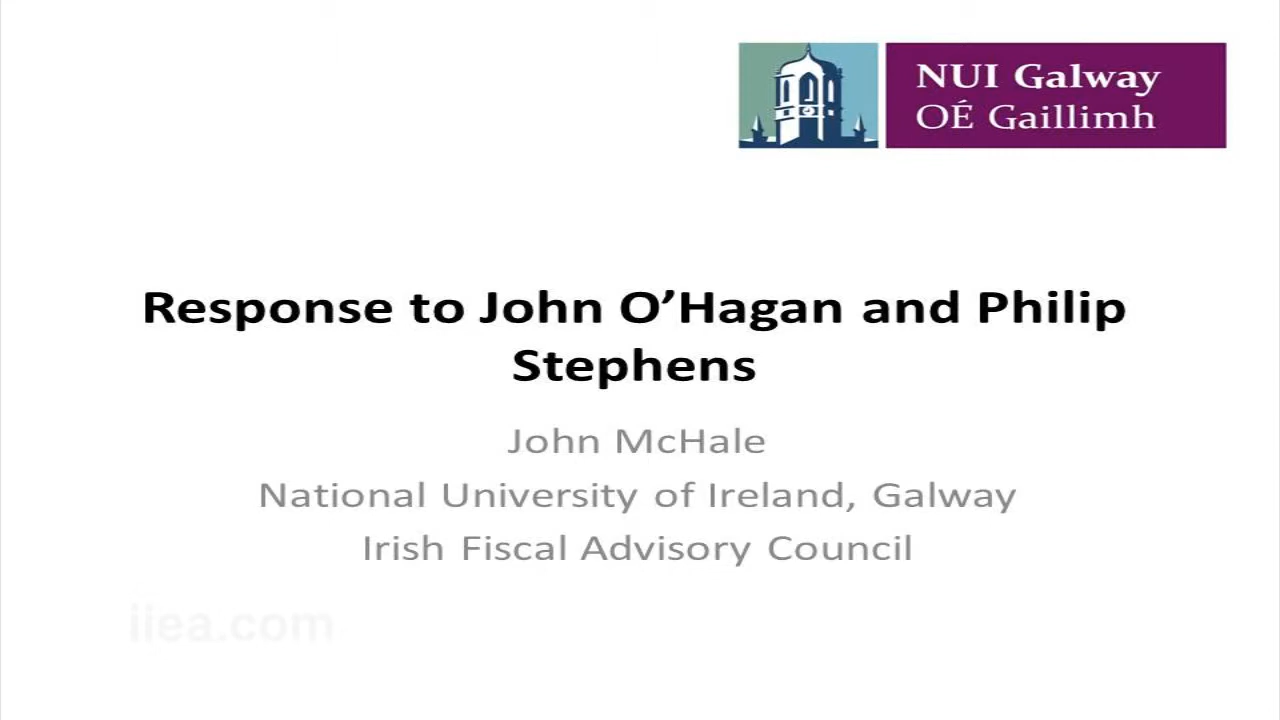 NUI Galway
OÉ Gaillimh
Response to John O’Hagan and Philip
Stephens
John McHale
National University of Ireland, Galway
Irish Fiscal Advisory Council
iiea.com